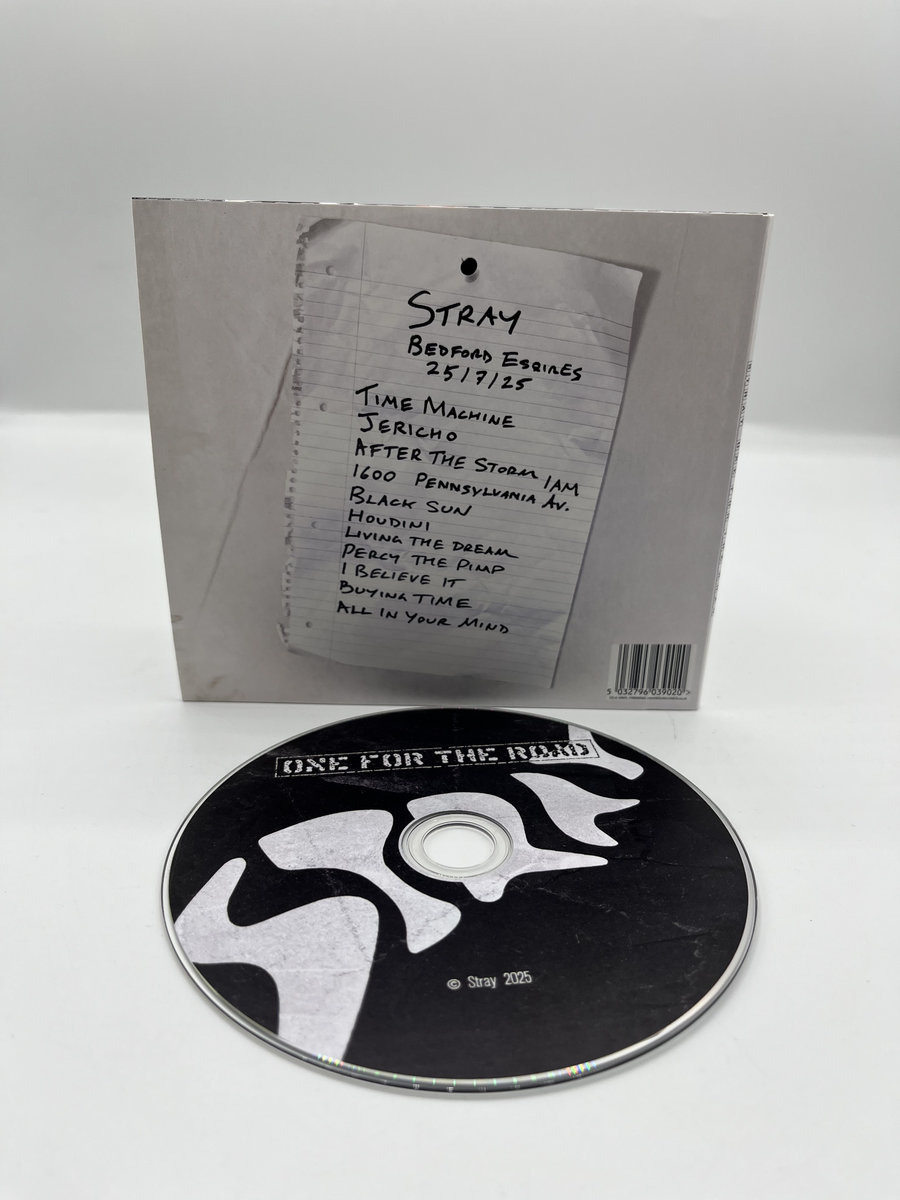 STRAY
BEDFORD ESQIRES
25/7/25
TIME MACHINE
JERICHO
AFTER THE STORM
1AM
1600 PENNSYLVANIA AV.
BLACK SUN
HOUDINI
LIVING THE DREAM
PERCY THE PIMP
I BELIEVE IT
BUYING TIME
ALL IN YOUR MIND
5 032796 039020 >
ONE FOR THE ROAD
STRAY
© Stray 2025